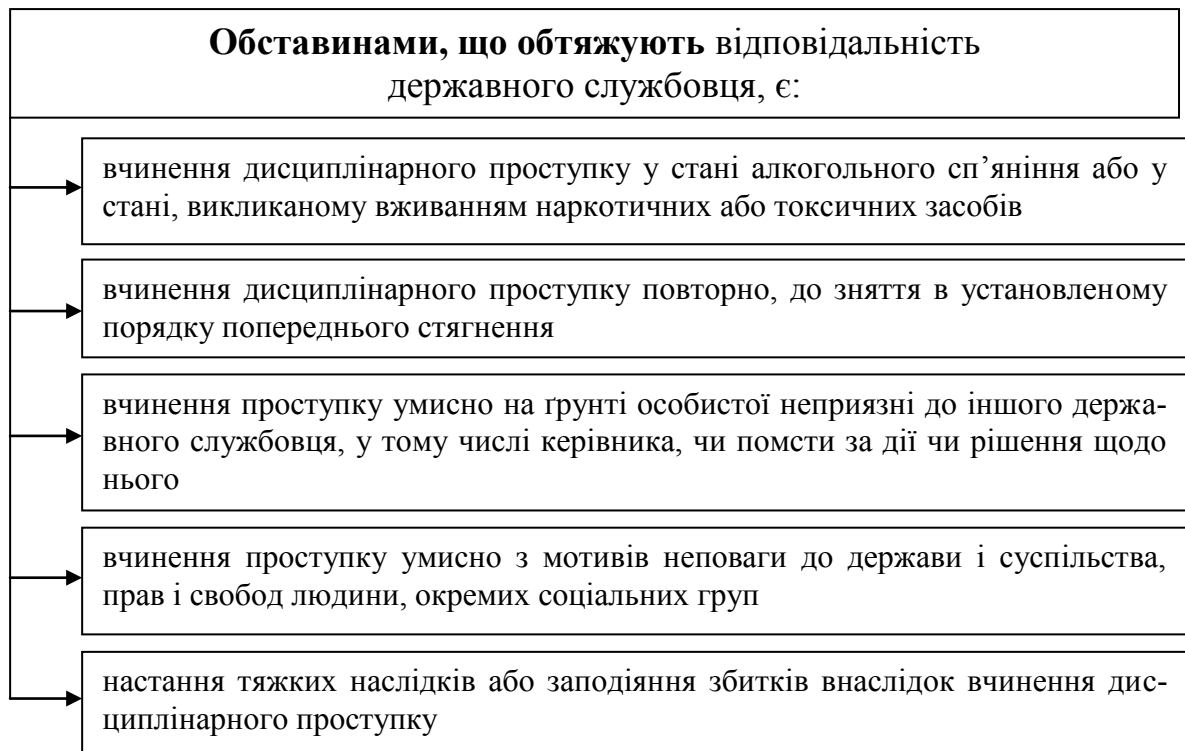 Обставинами, що обтяжують відповідальність
державного службовця, є:
вчинення дисциплінарного проступку у стані алкогольного сп’яніння або у
стані, викликаному вживанням наркотичних або токсичних засобів
вчинення дисциплінарного проступку повторно, до зняття в установленому
порядку попереднього стягнення
вчинення проступку умисно на ґрунті особистої неприязні до іншого держа-
вного службовця, у тому числі керівника, чи помсти за дії чи рішення щодо
нього
вчинення проступку умисно з мотивів неповаги до держави і суспільства,
прав і свобод людини, окремих соціальних груп
настання тяжких наслідків або заподіяння збитків внаслідок вчинення дис-
циплінарного проступку